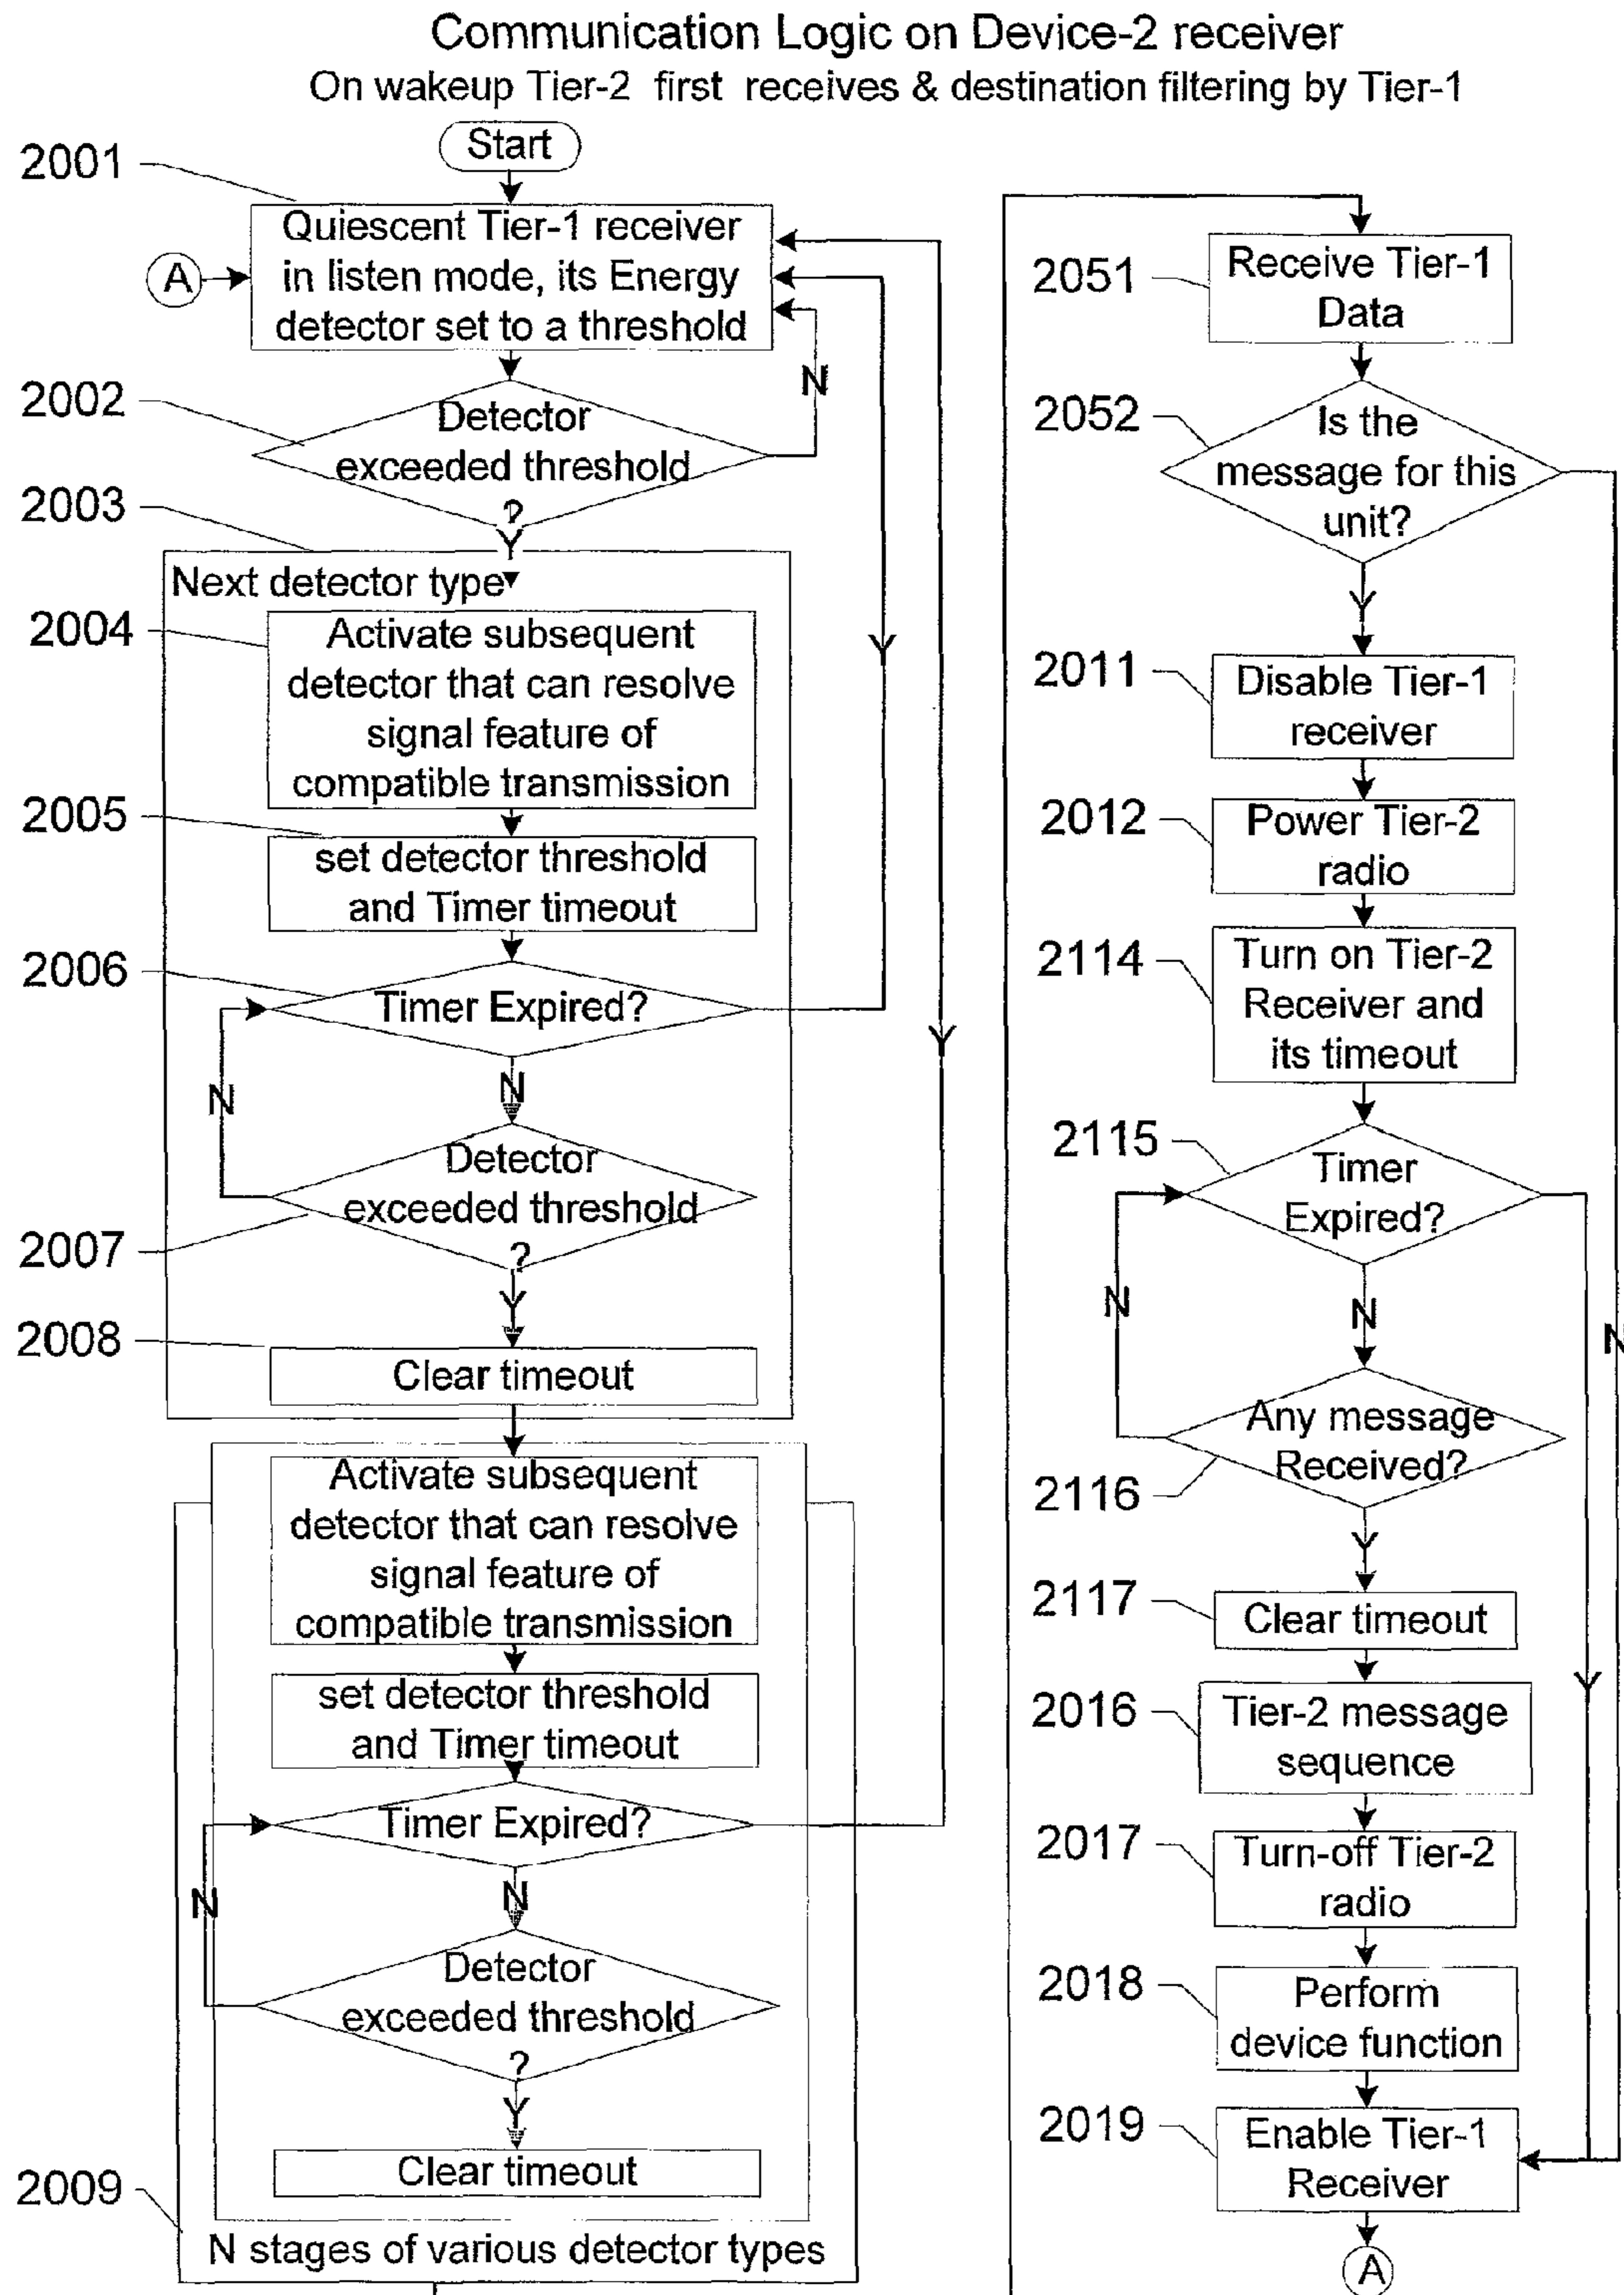 Communication Logic on Device-2 receiver
On wakeup Tier-2 first receives & destination filtering by Tier-1
Start
2001
Quiescent Tier-1 receiver
in listen mode, its Energy
detector set to a threshold
A
N
2002
Detector
exceeded threshold
?
Y
2003
Next detector type
2004
Activate subsequent
detector that can resolve
signal feature of
compatible transmission
Y
2005
set detector threshold
and Timer timeout
2006
Timer Expired?
Y
N
N
Detector
exceeded threshold
?
2007
Y
2008
Clear timeout
Activate subsequent
detector that can resolve
signal feature of
compatible transmission
set detector threshold
and Timer timeout
Timer Expired?
N
N
Detector
exceeded threshold
?
Y
Clear timeout
2009
N stages of various detector types
2051
Receive Tier-1
Data
2052
Is the
message for this
unit?
Y
2011
Disable Tier-1
receiver
2012
Power Tier-2
radio
2114
Turn on Tier-2
Receiver and
its timeout
2115
Timer
Expired?
N
N
N
Any message
Received?
2116
Y
2117
Clear timeout
Y
2016
Tier-2 message
sequence
2017
Turn-off Tier-2
radio
2018
Perform
device function
2019
Enable Tier-1
Receiver
A